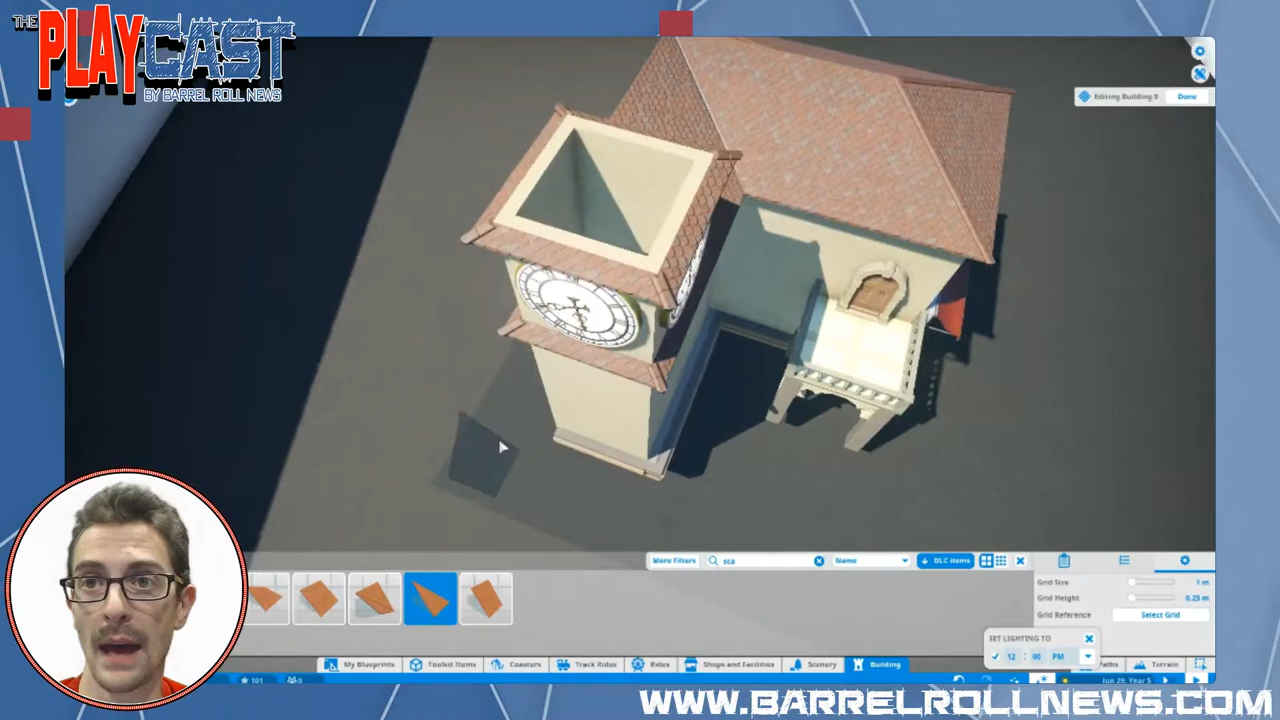 THE
PLAYCAST
BY BARREL ROLL NEWS
Editing Building 9 Done
More Filters sca Name DLC Items
Grid Size 1 m
Grid Height 0.25 m
Grid Reference Select Grid
SET LIGHTING TO
12 : 00 PM
My Blueprints Toolkit Items Coasters Track Rides Rides Shops and Facilities Scenery Building Paths Terrain
101 0 Jun 29, Year 5
WWW.BARRELROLLNEWS.COM